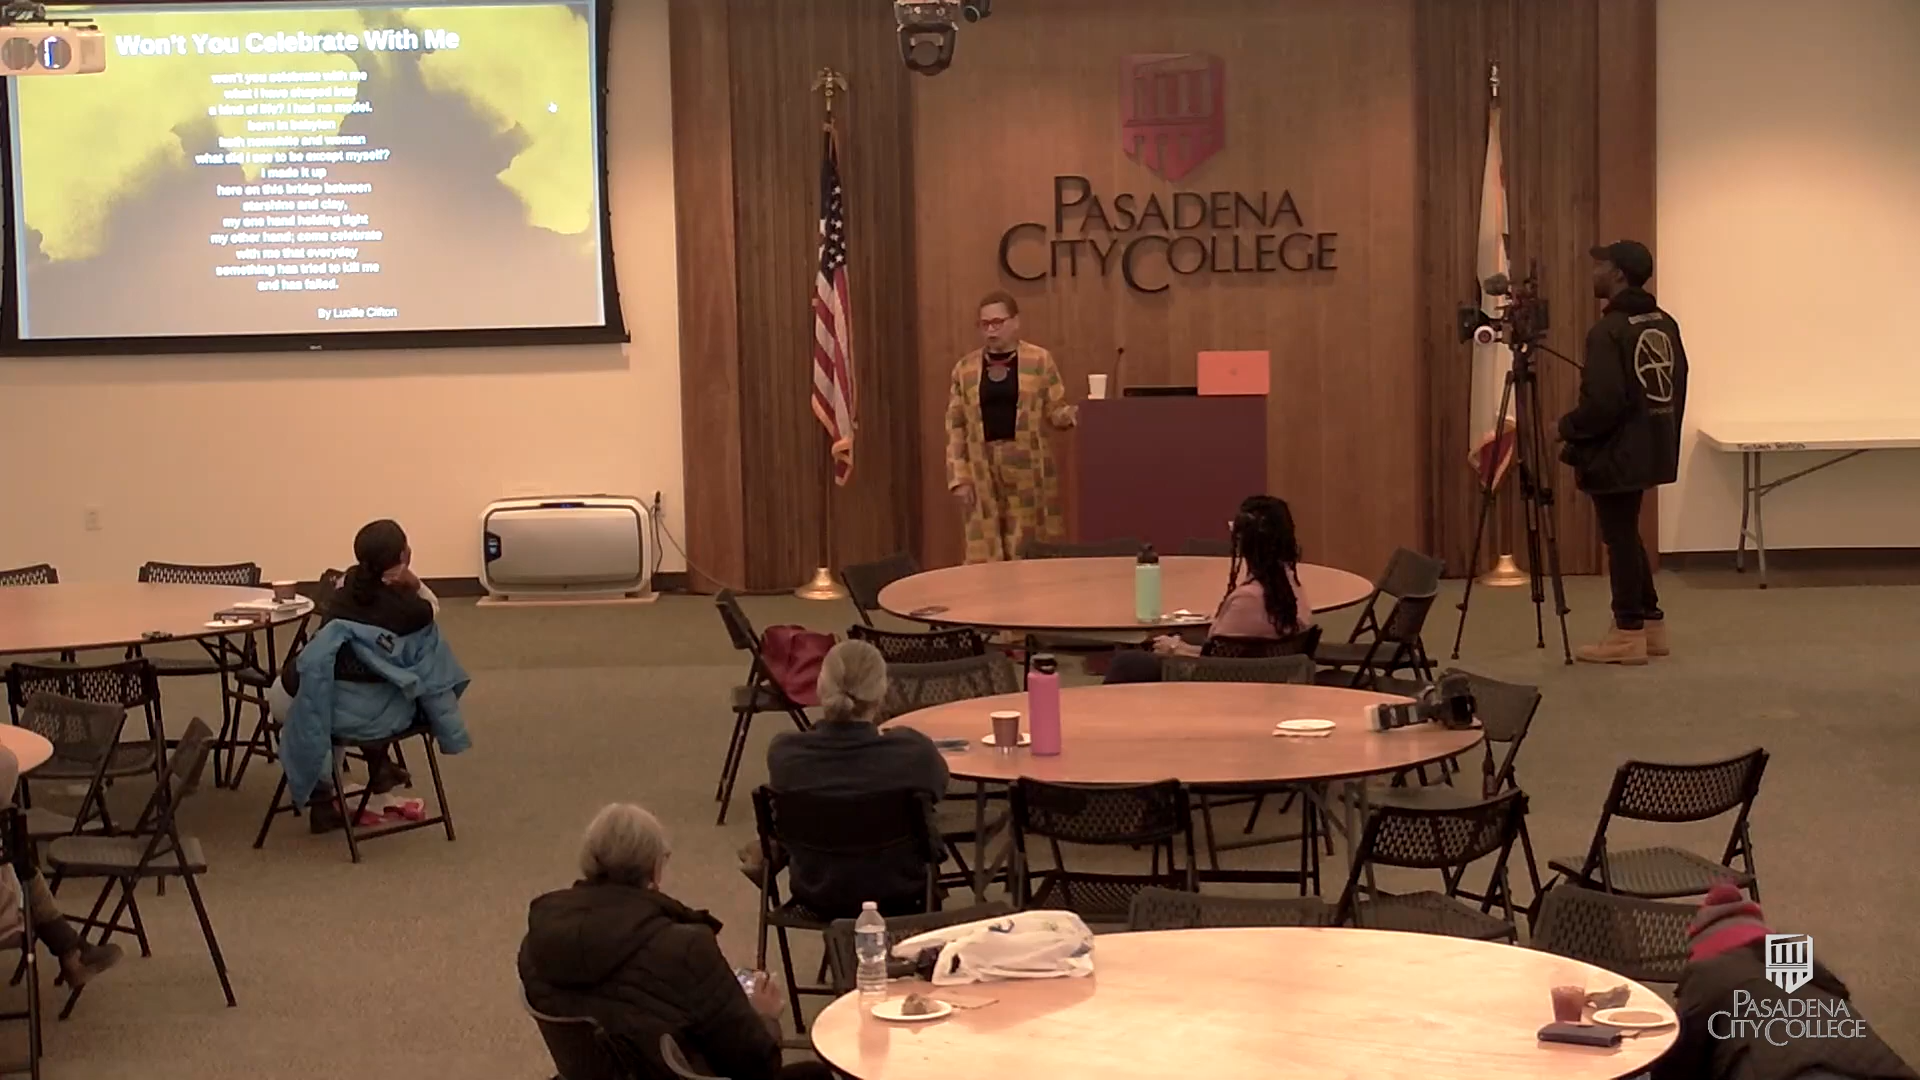 Won't You Celebrate With Me
won't you celebrate with me
what i have shaped into
a kind of life? i had no model.
born in babylon
both nonwhite and woman
what did i see to be except myself?
i made it up
here on this bridge between
starshine and clay,
my one hand holding tight
my other hand; come celebrate
with me that everyday
something has tried to kill me
and has failed.
By Lucille Clifton
PASADENA
CITY COLLEGE
PASADENA
CITY COLLEGE